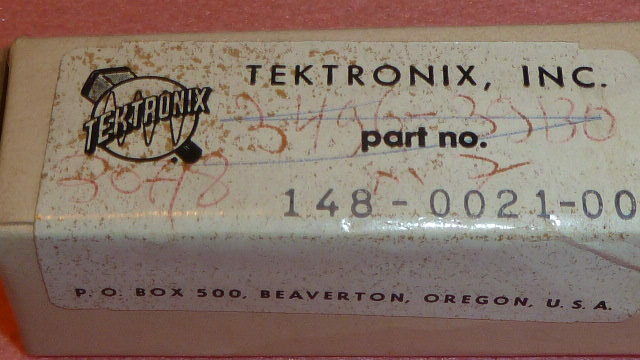 TEKTRONIX, INC.
TEKTRONIX
part no.
148-0021-00
P. O. BOX 500, BEAVERTON, OREGON, U. S. A.